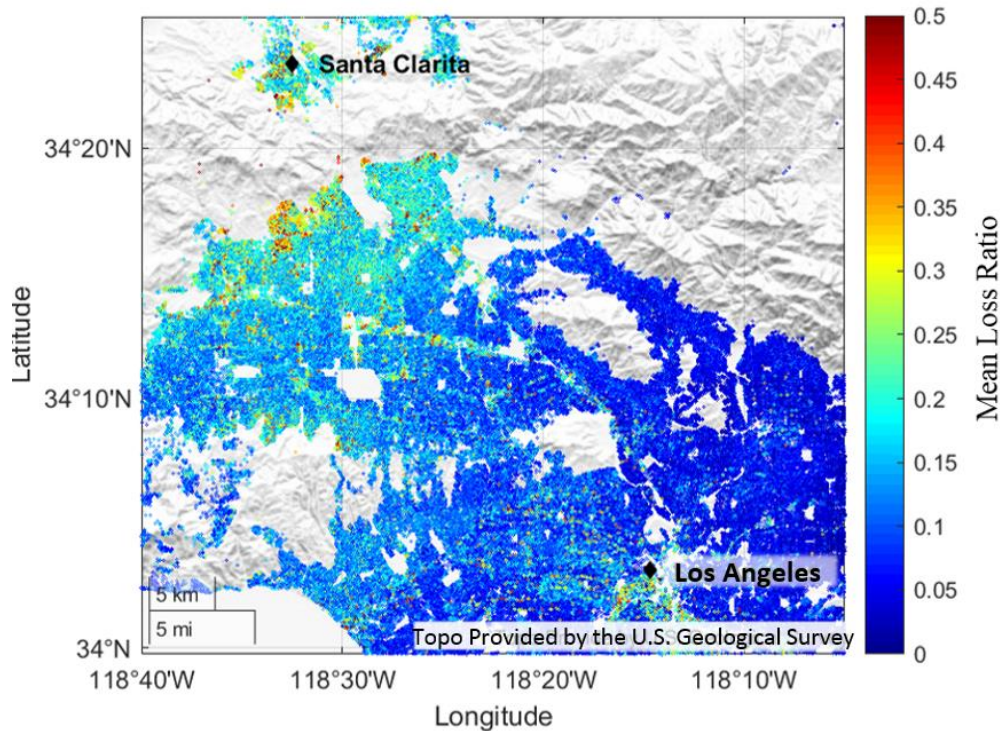 Santa Clarita
34°20'N
34°10'N
34°N
Latitude
Los Angeles
5 km
5 mi
Topo Provided by the U.S. Geological Survey
118°40'W
118°30'W
118°20'W
118°10'W
Longitude
0.5
0.45
0.4
0.35
0.3
0.25
0.2
0.15
0.1
0.05
0
Mean Loss Ratio